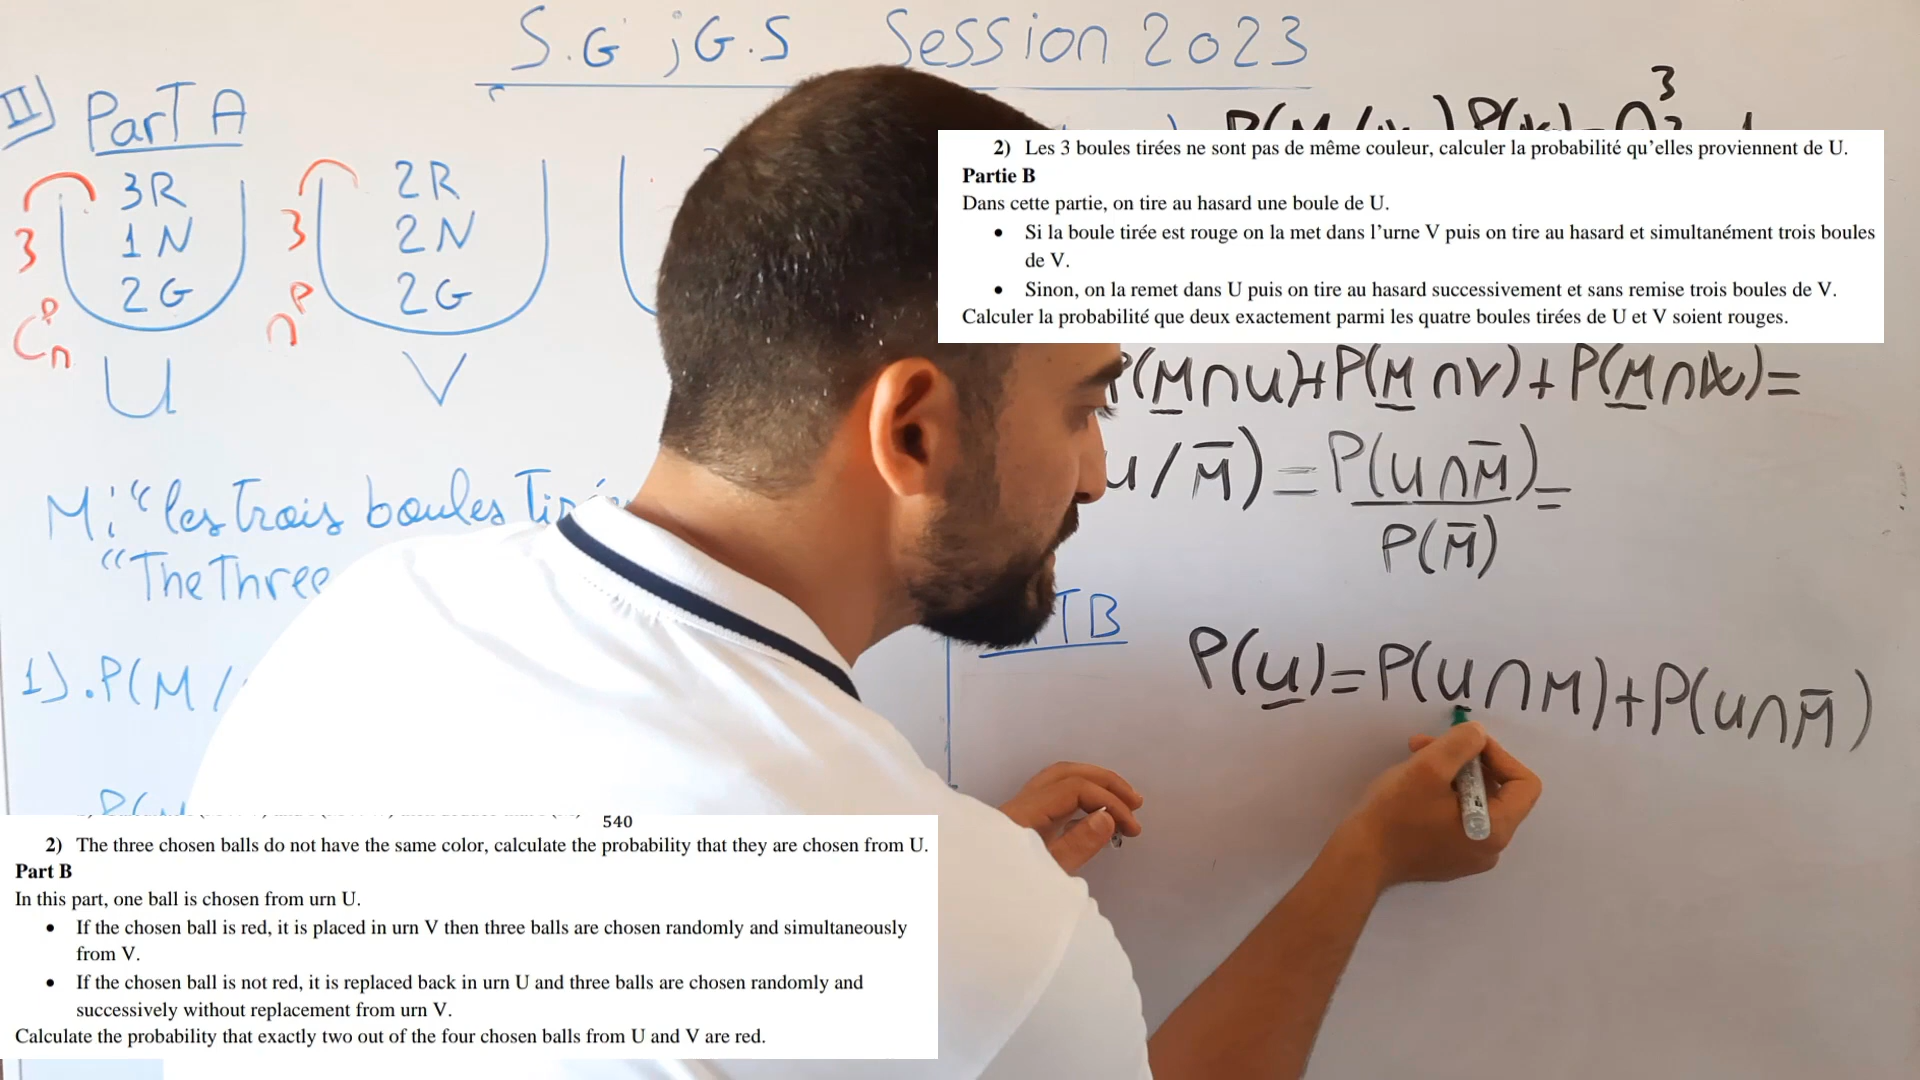 S.G ; G.S Session 2023
II) Part A
3R
1N
2G
3
C p n
U
2R
2N
2G
3
n p
V
M: "les trois boules Tiré
"The Three
1) . P(M /
P(
3
2) Les 3 boules tirées ne sont pas de même couleur, calculer la probabilité qu'elles proviennent de U.
Partie B
Dans cette partie, on tire au hasard une boule de U.
• Si la boule tirée est rouge on la met dans l'urne V puis on tire au hasard et simultanément trois boules
de V.
• Sinon, on la remet dans U puis on tire au hasard successivement et sans remise trois boules de V.
Calculer la probabilité que deux exactement parmi les quatre boules tirées de U et V soient rouges.
P(M∩U)+P(M∩V)+P(M∩W)=
U/M̄)=P(U∩M̄)=
P(M̄)
T B
P(U)=P(U∩M)+P(U∩M̄)
540
2) The three chosen balls do not have the same color, calculate the probability that they are chosen from U.
Part B
In this part, one ball is chosen from urn U.
• If the chosen ball is red, it is placed in urn V then three balls are chosen randomly and simultaneously
from V.
• If the chosen ball is not red, it is replaced back in urn U and three balls are chosen randomly and
successively without replacement from urn V.
Calculate the probability that exactly two out of the four chosen balls from U and V are red.